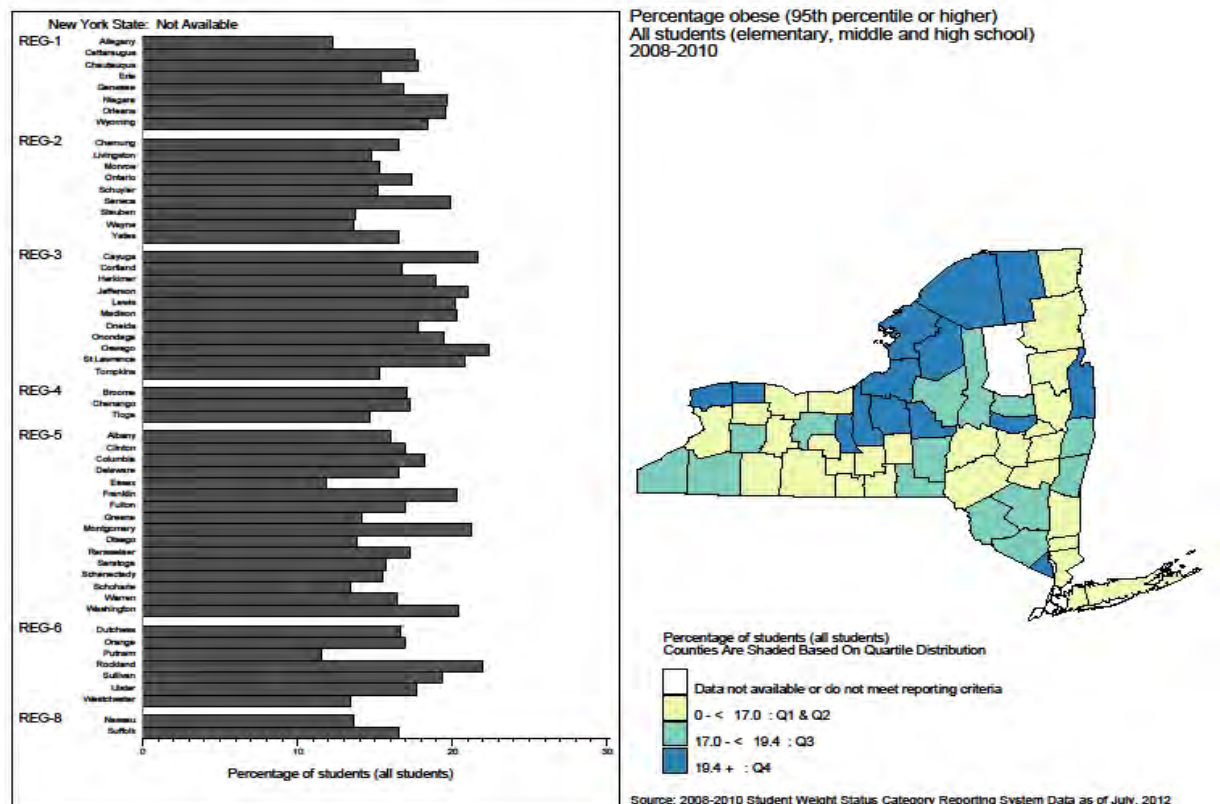 New York State: Not Available
REG-1
Allegany
Cattaraugus
Chautauqua
Erie
Genesee
Niagara
Orleans
Wyoming
REG-2
Chemung
Livingston
Monroe
Ontario
Schuyler
Seneca
Steuben
Wayne
Yates
REG-3
Cayuga
Cortland
Herkimer
Jefferson
Lewis
Madison
Oneida
Onondaga
Oswego
St Lawrence
Tompkins
REG-4
Broome
Chenango
Tioga
REG-5
Albany
Clinton
Columbia
Delaware
Essex
Franklin
Fulton
Greene
Montgomery
Otsego
Rensselaer
Saratoga
Schenectady
Schoharie
Warren
Washington
REG-6
Dutchess
Orange
Putnam
Rockland
Sullivan
Ulster
Westchester
REG-8
Nassau
Suffolk
0 10 20 30
Percentage of students (all students)
Percentage obese (95th percentile or higher)
All students (elementary, middle and high school)
2008-2010
Percentage of students (all students)
Counties Are Shaded Based On Quartile Distribution
Data not available or do not meet reporting criteria
0 - < 17.0 : Q1 & Q2
17.0 - < 19.4 : Q3
19.4 + : Q4
Source: 2008-2010 Student Weight Status Category Reporting System Data as of July, 2012